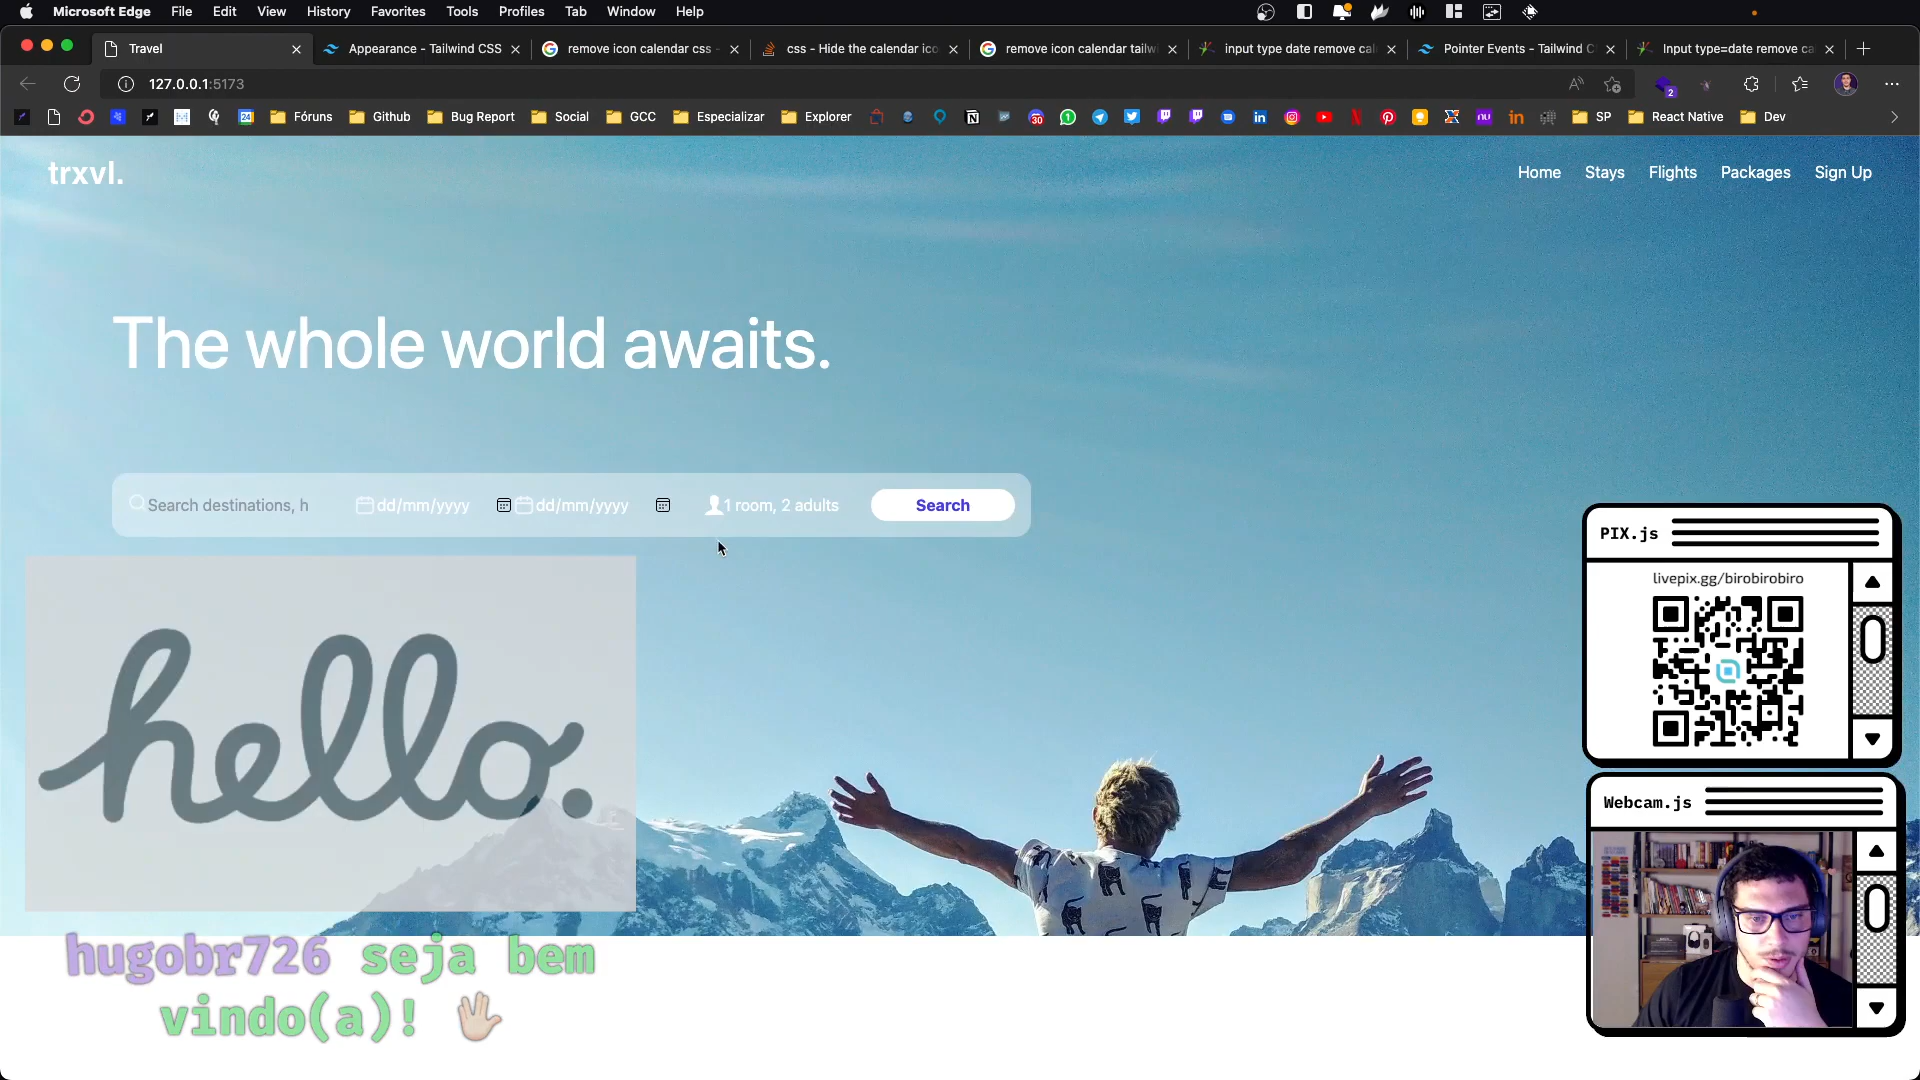 Microsoft Edge File Edit View History Favorites Tools Profiles Tab Window Help
Travel Appearance - Tailwind CSS remove icon calendar css - css - Hide the calendar ico remove icon calendar tailw input type date remove cal Pointer Events - Tailwind C Input type=date remove ca
127.0.0.1:5173
2
24 Fóruns Github Bug Report Social GCC Especializar Explorer 30 1 SP React Native Dev
trxvl.
Home Stays Flights Packages Sign Up
The whole world awaits.
Search destinations, h dd/mm/yyyy dd/mm/yyyy 1 room, 2 adults Search
PIX.js
livepix.gg/birobirobiro
hello.
Webcam.js
hugobr726 seja bem
vindo(a)!